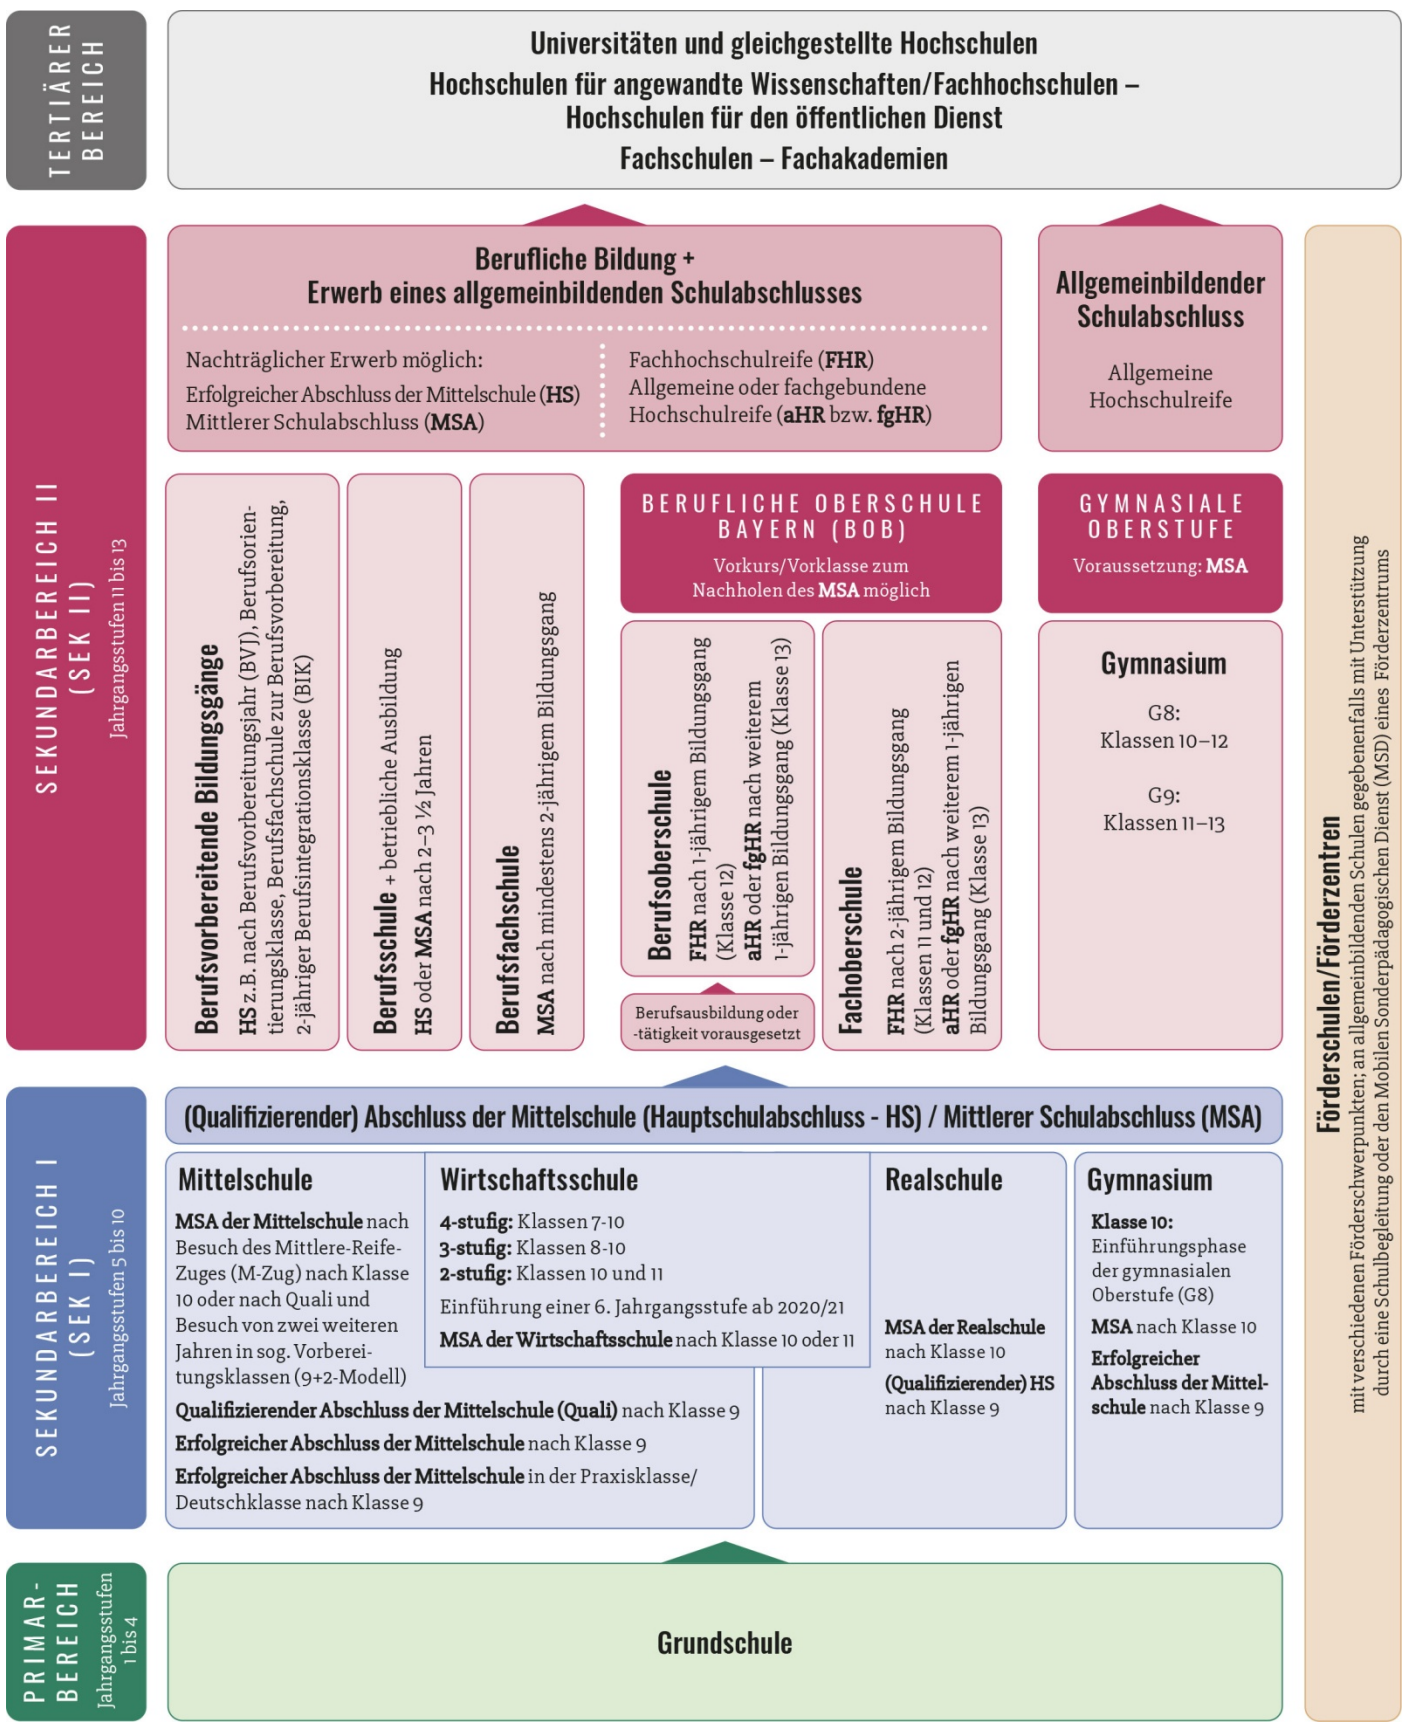 TERTIÄRER
BEREICH
Universitäten und gleichgestellte Hochschulen
Hochschulen für angewandte Wissenschaften/Fachhochschulen –
Hochschulen für den öffentlichen Dienst
Fachschulen – Fachakademien
SEKUNDARBEREICH II
(SEK II)
Jahrgangsstufen 11 bis 13
Berufliche Bildung +
Erwerb eines allgemeinbildenden Schulabschlusses
Nachträglicher Erwerb möglich:
Erfolgreicher Abschluss der Mittelschule (HS)
Mittlerer Schulabschluss (MSA)
Fachhochschulreife (FHR)
Allgemeine oder fachgebundene
Hochschulreife (aHR bzw. fgHR)
Allgemeinbildender
Schulabschluss
Allgemeine
Hochschulreife
Berufsvorbereitende Bildungsgänge
HS z.B. nach Berufsvorbereitungsjahr (BVJ), Berufsorien-
tierungsklasse, Berufsfachschule zur Berufsvorbereitung,
2-jähriger Berufsintegrationsklasse (BIK)
Berufsschule + betriebliche Ausbildung
HS oder MSA nach 2–3 ½ Jahren
Berufsfachschule
MSA nach mindestens 2-jährigem Bildungsgang
BERUFLICHE OBERSCHULE
BAYERN (BOB)
Vorkurs/Vorklasse zum
Nachholen des MSA möglich
Berufsoberschule
FHR nach 1-jährigem Bildungsgang
(Klasse 12)
aHR oder fgHR nach weiterem
1-jährigen Bildungsgang (Klasse 13)
Berufsausbildung oder
-tätigkeit vorausgesetzt
Fachoberschule
FHR nach 2-jährigem Bildungsgang
(Klassen 11 und 12)
aHR oder fgHR nach weiterem 1-jährigen
Bildungsgang (Klasse 13)
GYMNASIALE
OBERSTUFE
Voraussetzung: MSA
Gymnasium
G8:
Klassen 10–12
G9:
Klassen 11–13
Förderschulen/Förderzentren
mit verschiedenen Förderschwerpunkten; an allgemeinbildenden Schulen gegebenenfalls mit Unterstützung
durch eine Schulbegleitung oder den Mobilen Sonderpädagogischen Dienst (MSD) eines Förderzentrums
SEKUNDARBEREICH I
(SEK I)
Jahrgangsstufen 5 bis 10
(Qualifizierender) Abschluss der Mittelschule (Hauptschulabschluss - HS) / Mittlerer Schulabschluss (MSA)
Mittelschule
MSA der Mittelschule nach
Besuch des Mittlere-Reife-
Zuges (M-Zug) nach Klasse
10 oder nach Quali und
Besuch von zwei weiteren
Jahren in sog. Vorberei-
tungsklassen (9+2-Modell)
Qualifizierender Abschluss der Mittelschule (Quali) nach Klasse 9
Erfolgreicher Abschluss der Mittelschule nach Klasse 9
Erfolgreicher Abschluss der Mittelschule in der Praxisklasse/
Deutschklasse nach Klasse 9
Wirtschaftsschule
4-stufig: Klassen 7-10
3-stufig: Klassen 8-10
2-stufig: Klassen 10 und 11
Einführung einer 6. Jahrgangsstufe ab 2020/21
MSA der Wirtschaftsschule nach Klasse 10 oder 11
Realschule
MSA der Realschule
nach Klasse 10
(Qualifizierender) HS
nach Klasse 9
Gymnasium
Klasse 10:
Einführungsphase
der gymnasialen
Oberstufe (G8)
MSA nach Klasse 10
Erfolgreicher
Abschluss der Mittel-
schule nach Klasse 9
PRIMAR-
BEREICH
Jahrgangsstufen
1 bis 4
Grundschule